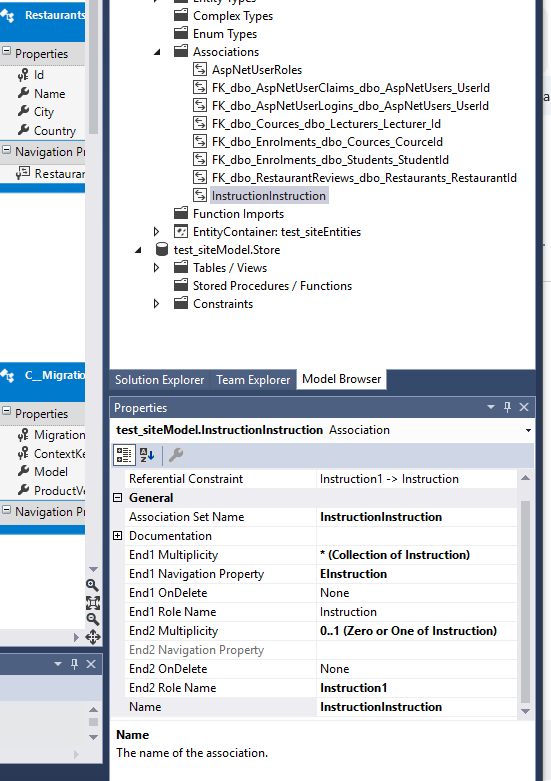 Restaurants
Properties
Id
Name
City
Country
Navigation Pr
Restaurar
C__Migratio
Properties
Migration
ContextKe
Model
ProductVe
Navigation Pr
Complex Types
Enum Types
Associations
AspNetUserRoles
FK_dbo_AspNetUserClaims_dbo_AspNetUsers_UserId
FK_dbo_AspNetUserLogins_dbo_AspNetUsers_UserId
FK_dbo_Cources_dbo_Lecturers_Lecturer_Id
FK_dbo_Enrolments_dbo_Cources_CourceId
FK_dbo_Enrolments_dbo_Students_StudentId
FK_dbo_RestaurantReviews_dbo_Restaurants_RestaurantId
InstructionInstruction
Function Imports
EntityContainer: test_siteEntities
test_siteModel.Store
Tables / Views
Stored Procedures / Functions
Constraints
Solution Explorer Team Explorer Model Browser
Properties
test_siteModel.InstructionInstruction Association
Referential Constraint Instruction1 -> Instruction
General
Association Set Name InstructionInstruction
Documentation
End1 Multiplicity * (Collection of Instruction)
End1 Navigation Property EInstruction
End1 OnDelete None
End1 Role Name Instruction
End2 Multiplicity 0..1 (Zero or One of Instruction)
End2 Navigation Property
End2 OnDelete None
End2 Role Name Instruction1
Name InstructionInstruction
Name
The name of the association.